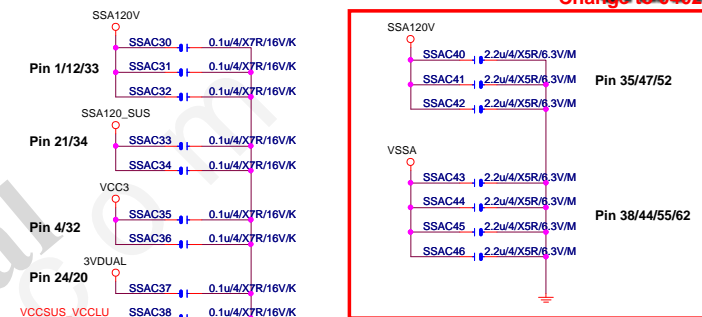 SSA120V
SSAC30 0.1u/4/X7R/16V/K
Pin 1/12/33 SSAC31 0.1u/4/X7R/16V/K
SSAC32 0.1u/4/X7R/16V/K
SSA120_SUS
Pin 21/34 SSAC33 0.1u/4/X7R/16V/K
SSAC34 0.1u/4/X7R/16V/K
VCC3
Pin 4/32 SSAC35 0.1u/4/X7R/16V/K
SSAC36 0.1u/4/X7R/16V/K
Pin 24/20 3VDUAL
SSAC37 0.1u/4/X7R/16V/K
VCCSUS_VCCLU SSAC38 0.1u/4/X7R/16V/K
SSA120V
SSAC40 2.2u/4/X5R/6.3V/M
SSAC41 2.2u/4/X5R/6.3V/M Pin 35/47/52
SSAC42 2.2u/4/X5R/6.3V/M
VSSA
SSAC43 2.2u/4/X5R/6.3V/M
SSAC44 2.2u/4/X5R/6.3V/M
SSAC45 2.2u/4/X5R/6.3V/M Pin 38/44/55/62
SSAC46 2.2u/4/X5R/6.3V/M